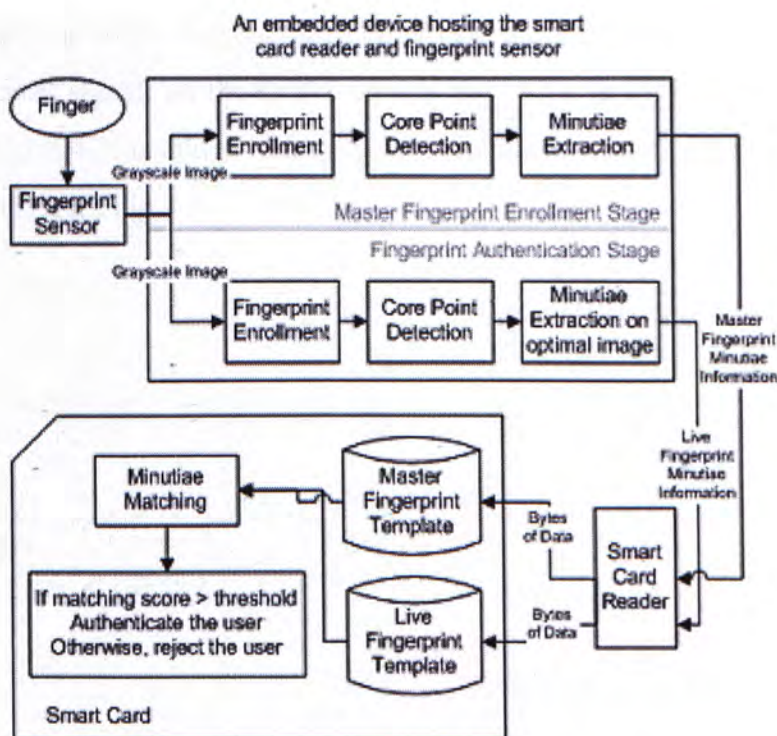 An embedded device hosting the smart
card reader and fingerprint sensor
Finger
Fingerprint
Sensor
Grayscale Image
Fingerprint
Enrollment
Core Point
Detection
Minutiae
Extraction
Master Fingerprint Enrollment Stage
Fingerprint Authentication Stage
Grayscale Image
Fingerprint
Enrollment
Core Point
Detection
Minutiae
Extraction on
optimal image
Master
Fingerprint
Minutiae
Information
Live
Fingerprint
Minutiae
Information
Minutiae
Matching
Master
Fingerprint
Template
Bytes
of Data
Smart
Card
Reader
If matching score > threshold
Authenticate the user
Otherwise, reject the user
Live
Fingerprint
Template
Bytes
of Data
Smart Card